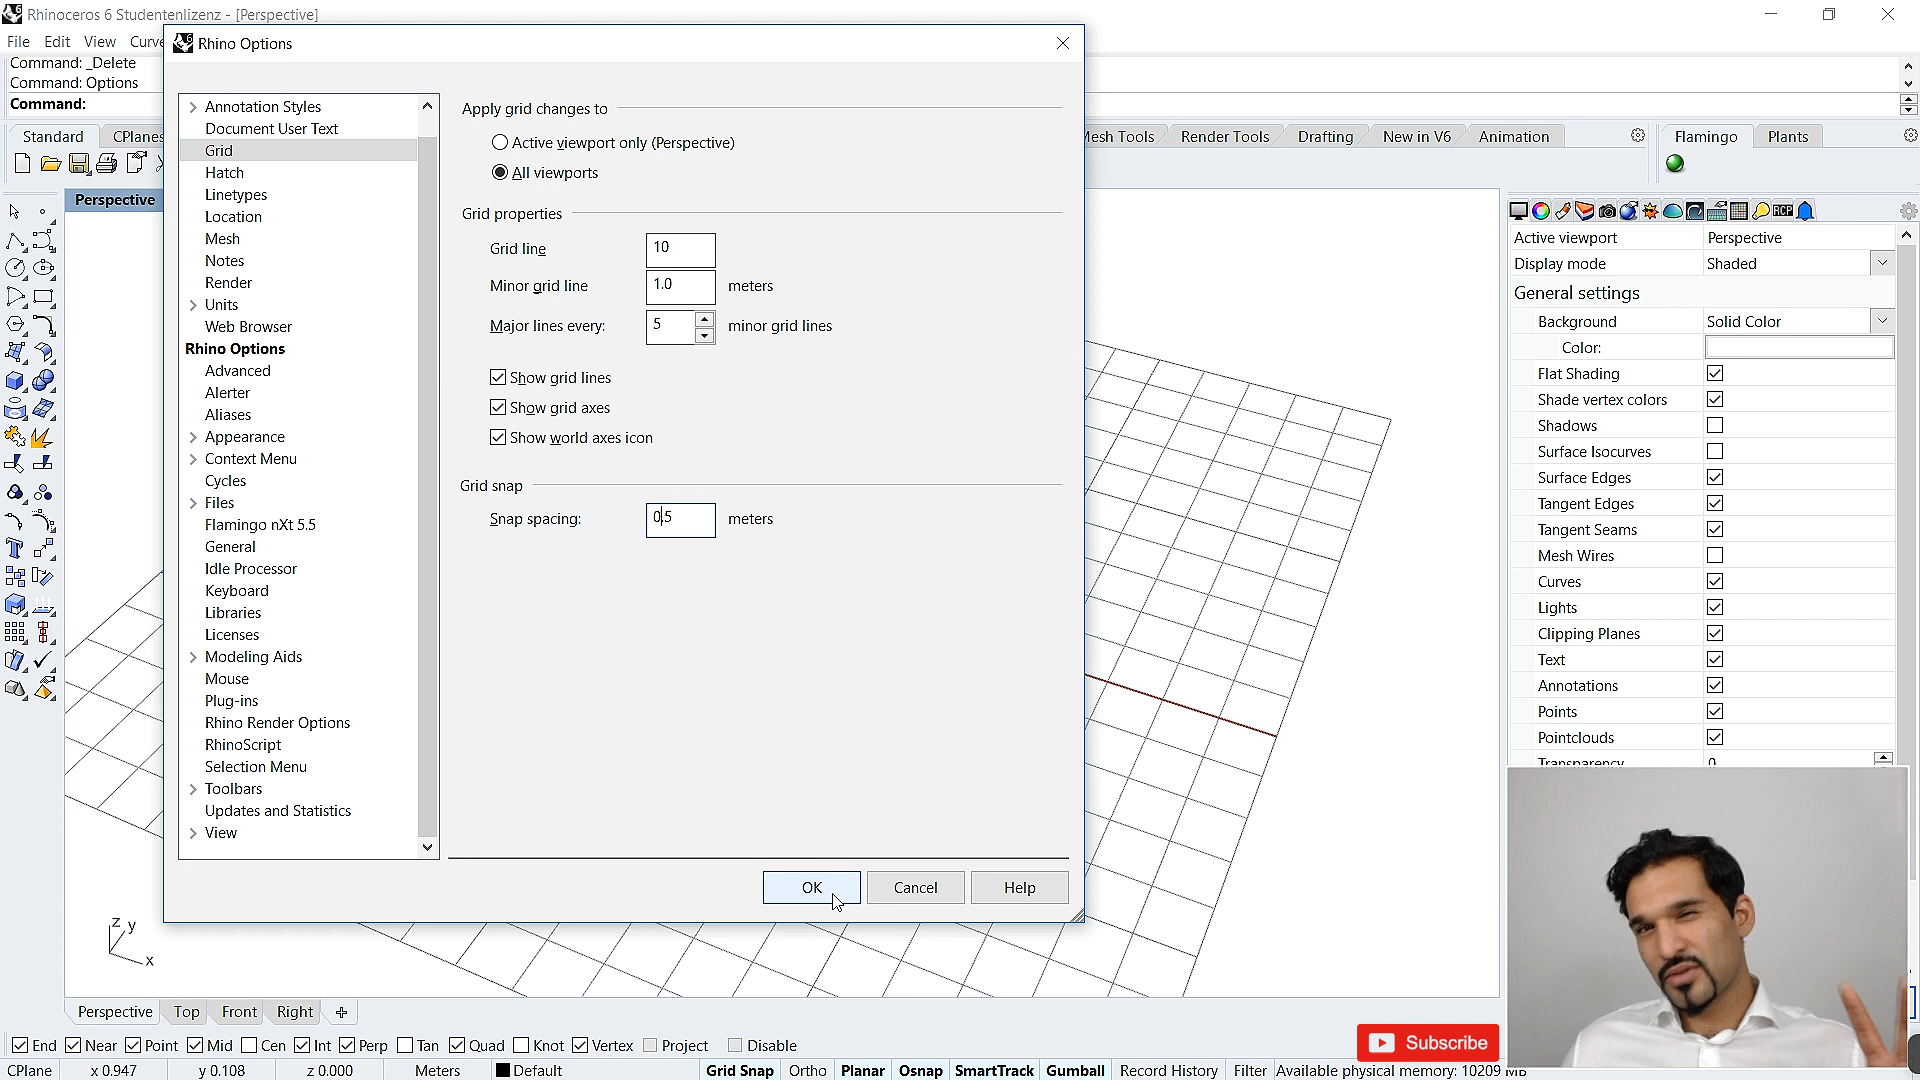 Rhinoceros 6 Studentenlizenz - [Perspective]
File Edit View
Command: _Delete
Command: Options
Command:
Standard CPlanes
Mesh Tools Render Tools Drafting New in V6 Animation
Flamingo Plants
Perspective
Rhino Options
Annotation Styles
Document User Text
Grid
Hatch
Linetypes
Location
Mesh
Notes
Render
Units
Web Browser
Rhino Options
Advanced
Alerter
Aliases
Appearance
Context Menu
Cycles
Files
Flamingo nXt 5.5
General
Idle Processor
Keyboard
Libraries
Licenses
Modeling Aids
Mouse
Plug-ins
Rhino Render Options
RhinoScript
Selection Menu
Toolbars
Updates and Statistics
View
Apply grid changes to
Active viewport only (Perspective)
All viewports
Grid properties
Grid line 10
Minor grid line 1.0 meters
Major lines every: 5 minor grid lines
Show grid lines
Show grid axes
Show world axes icon
Grid snap
Snap spacing: 0.5 meters
OK Cancel Help
RCP
Active viewport Perspective
Display mode Shaded
General settings
Background Solid Color
Color:
Flat Shading
Shade vertex colors
Shadows
Surface Isocurves
Surface Edges
Tangent Edges
Tangent Seams
Mesh Wires
Curves
Lights
Clipping Planes
Text
Annotations
Points
Pointclouds
Transparency 0
z y
x
Perspective Top Front Right
Subscribe
End Near Point Mid Cen Int Perp Tan Quad Knot Vertex Project Disable
CPlane x 0.947 y 0.108 z 0.000 Meters Default Grid Snap Ortho Planar Osnap SmartTrack Gumball Record History Filter Available physical memory: 10209 MB